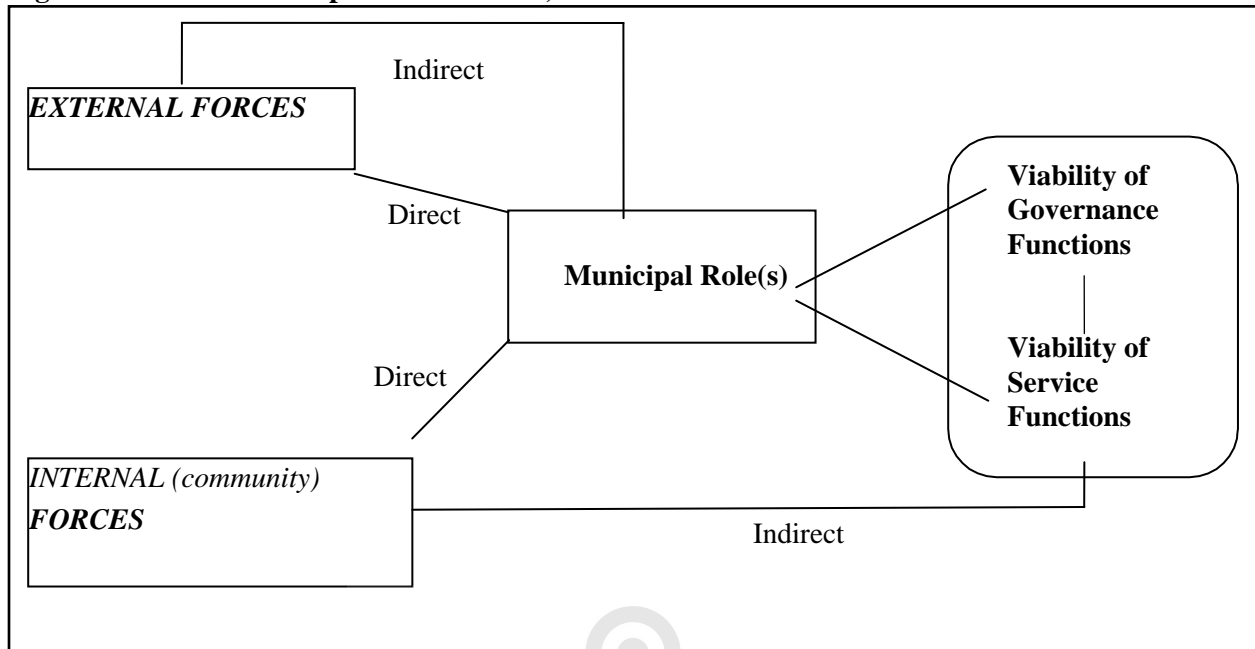 Indirect
EXTERNAL FORCES
Direct
Viability of
Governance
Functions
Municipal Role(s)
Viability of
Service
Functions
Direct
INTERNAL (community)
FORCES
Indirect